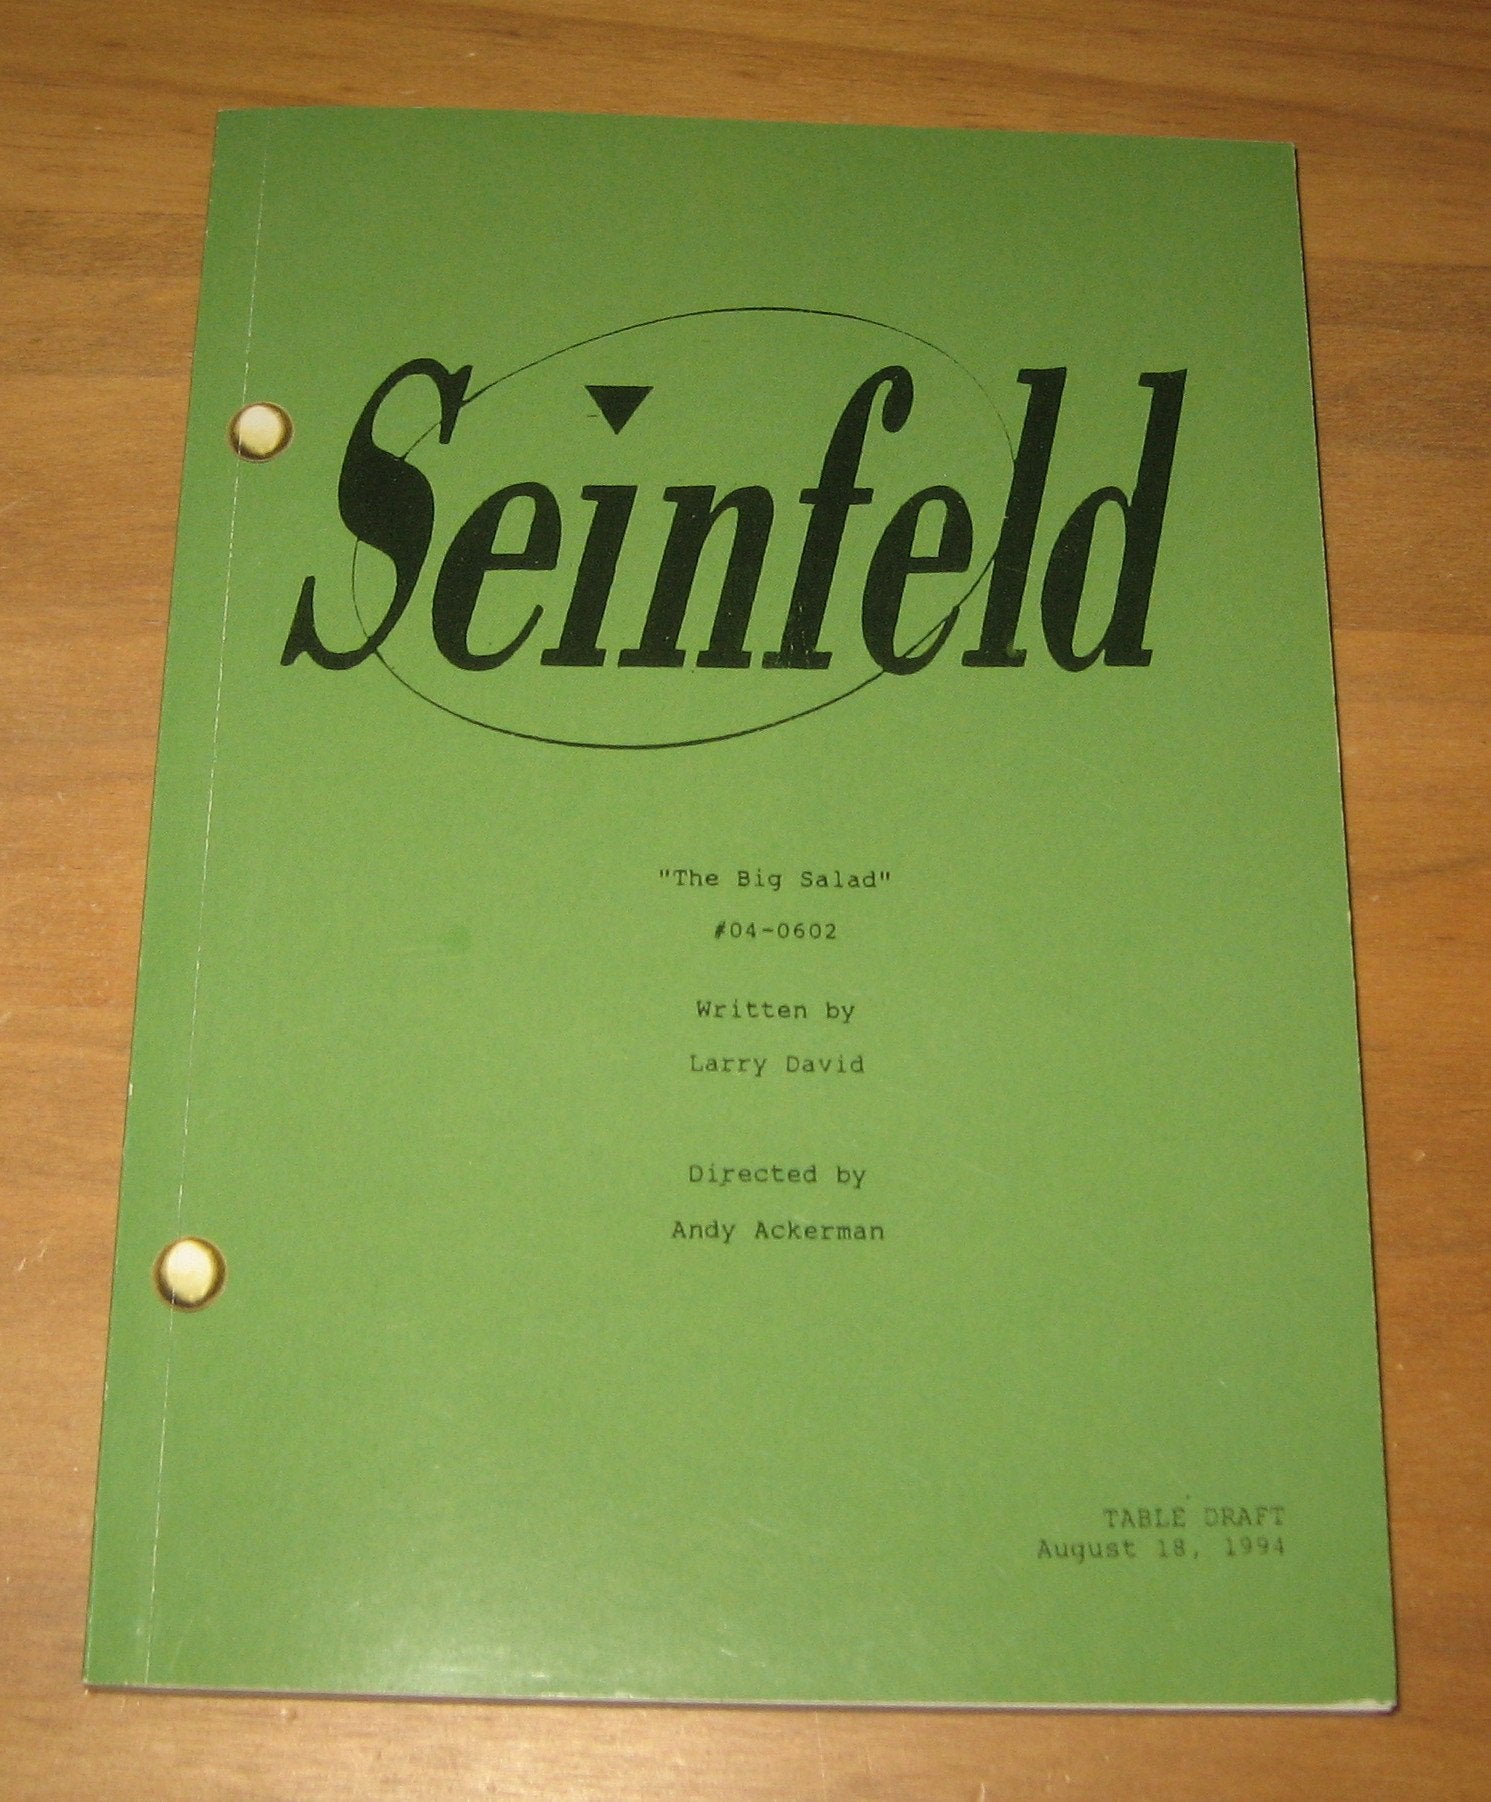 Seinfeld
"The Big Salad"
#04-0602
Written by
Larry David
Directed by
Andy Ackerman
TABLE DRAFT
August 18, 1994